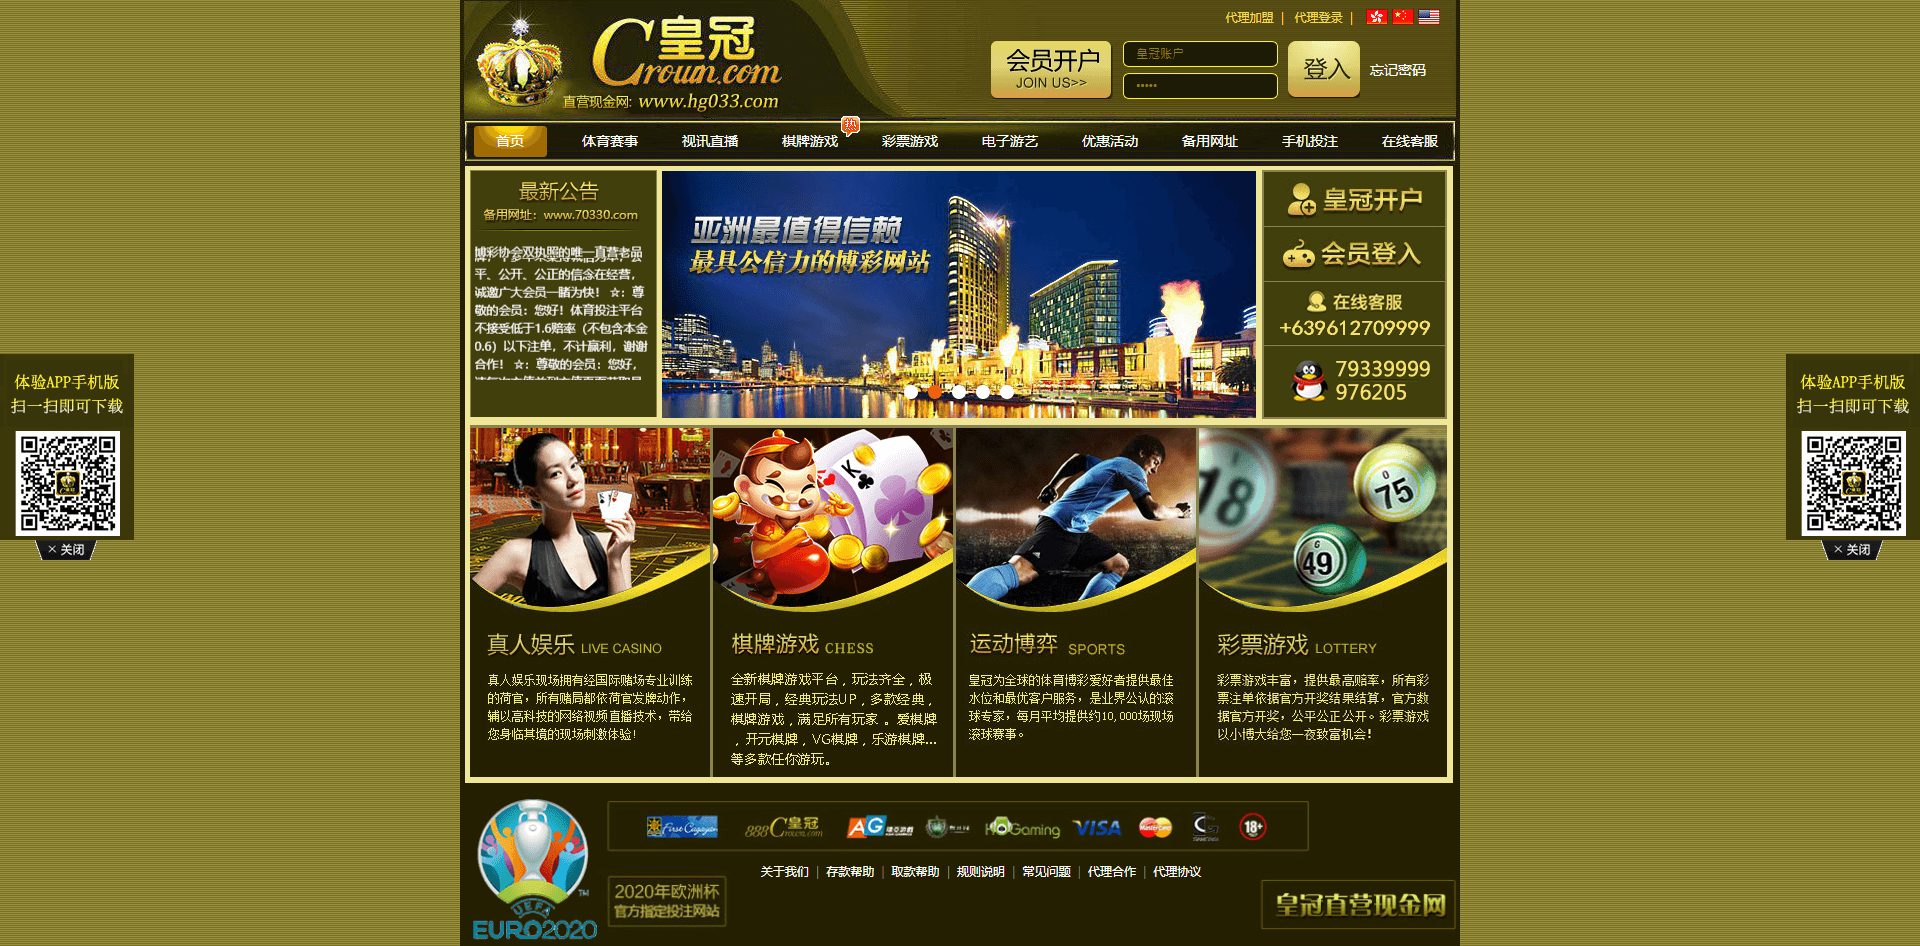 代理加盟 | 代理登录 |
皇冠
Crown.com
直营现金网: www.hg033.com
会员开户
JOIN US>>
皇冠账户
登入
忘记密码
首页 体育赛事 视讯直播 棋牌游戏 热 彩票游戏 电子游艺 优惠活动 备用网址 手机投注 在线客服
最新公告
备用网址: www.70330.com
博彩协会双执照的唯一直营老品
平、公开、公正的信念在经营，
诚邀广大会员一睹为快！ ☆：尊
敬的会员：您好！体育投注平台
不接受低于1.6赔率（不包含本金
0.6）以下注单，不计赢利，谢谢
合作！ ☆：尊敬的会员：您好，
亚洲最值得信赖
最具公信力的博彩网站
皇冠开户
会员登入
在线客服
+639612709999
79339999
976205
体验APP手机版
扫一扫即可下载
× 关闭
体验APP手机版
扫一扫即可下载
× 关闭
K
18
75
49
真人娱乐 LIVE CASINO
真人娱乐现场拥有经国际赌场专业训练
的荷官，所有赌局都依荷官发牌动作，
辅以高科技的网络视频直播技术，带给
您身临其境的现场刺激体验!
棋牌游戏 CHESS
全新棋牌游戏平台，玩法齐全，极
速开局，经典玩法UP，多款经典，
棋牌游戏，满足所有玩家 。爱棋牌
，开元棋牌，VG棋牌，乐游棋牌...
等多款任你游玩。
运动博弈 SPORTS
皇冠为全球的体育博彩爱好者提供最佳
水位和最优客户服务，是业界公认的滚
球专家，每月平均提供约10,000场现场
滚球赛事。
彩票游戏 LOTTERY
彩票游戏丰富，提供最高赔率，所有彩
票注单依据官方开奖结果结算，官方数
据官方开奖，公平公正公开。彩票游戏
以小博大给您一夜致富机会!
First Cagayan 888 Crown.com 皇冠 AG HoGaming VISA MasterCard 18+
关于我们 | 存款帮助 | 取款帮助 | 规则说明 | 常见问题 | 代理合作 | 代理协议
TM
UEFA
EURO2020
2020年欧洲杯
官方指定投注网站
皇冠直营现金网